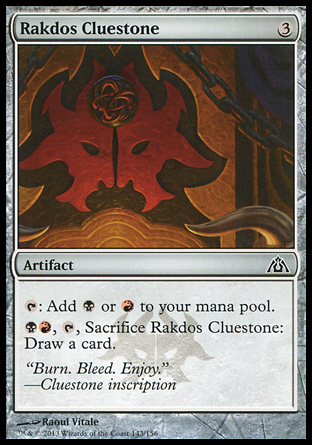 Rakdos Cluestone 3
Artifact
: Add or to your mana pool.
, , Sacrifice Rakdos Cluestone:
Draw a card.
“Burn. Bleed. Enjoy.”
—Cluestone inscription
Raoul Vitale
™ & © 2013 Wizards of the Coast 143/156